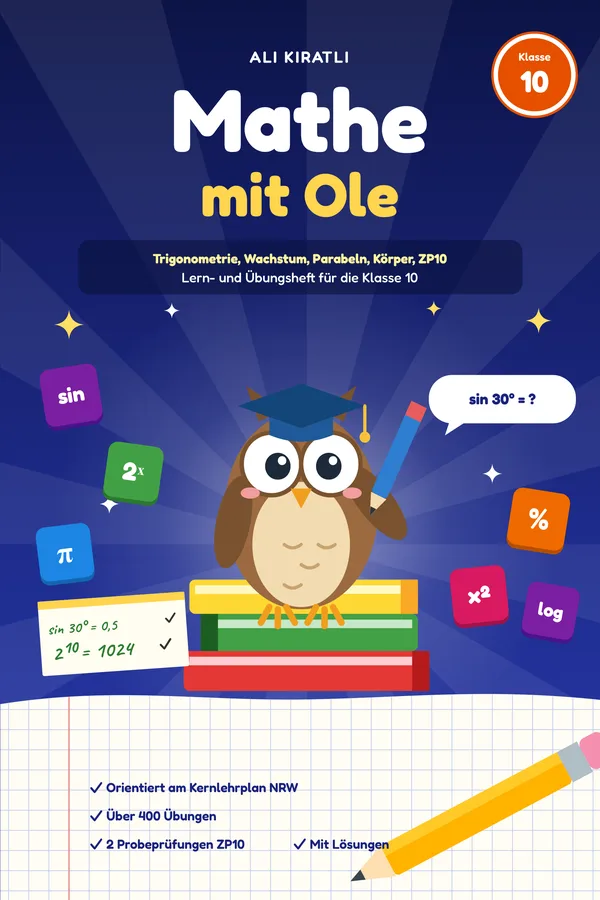 ALI KIRATLI
Klasse
10
Mathe
mit Ole
Trigonometrie, Wachstum, Parabeln, Körper, ZP10
Lern- und Übungsheft für die Klasse 10
sin
sin 30° = ?
2ˣ
%
π
x²
log
sin 30° = 0,5 ✓
2¹⁰ = 1024 ✓
✓ Orientiert am Kernlehrplan NRW
✓ Über 400 Übungen
✓ 2 Probeprüfungen ZP10 ✓ Mit Lösungen